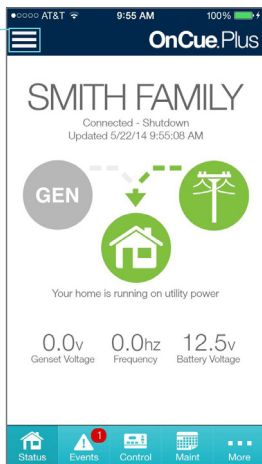 AT&T 9:55 AM 100%
OnCue.Plus
SMITH FAMILY
Connected - Shutdown
Updated 5/22/14 9:55:08 AM
GEN
Your home is running on utility power
0.0v 0.0hz 12.5v
Genset Voltage Frequency Battery Voltage
1
Status Events Control Maint More